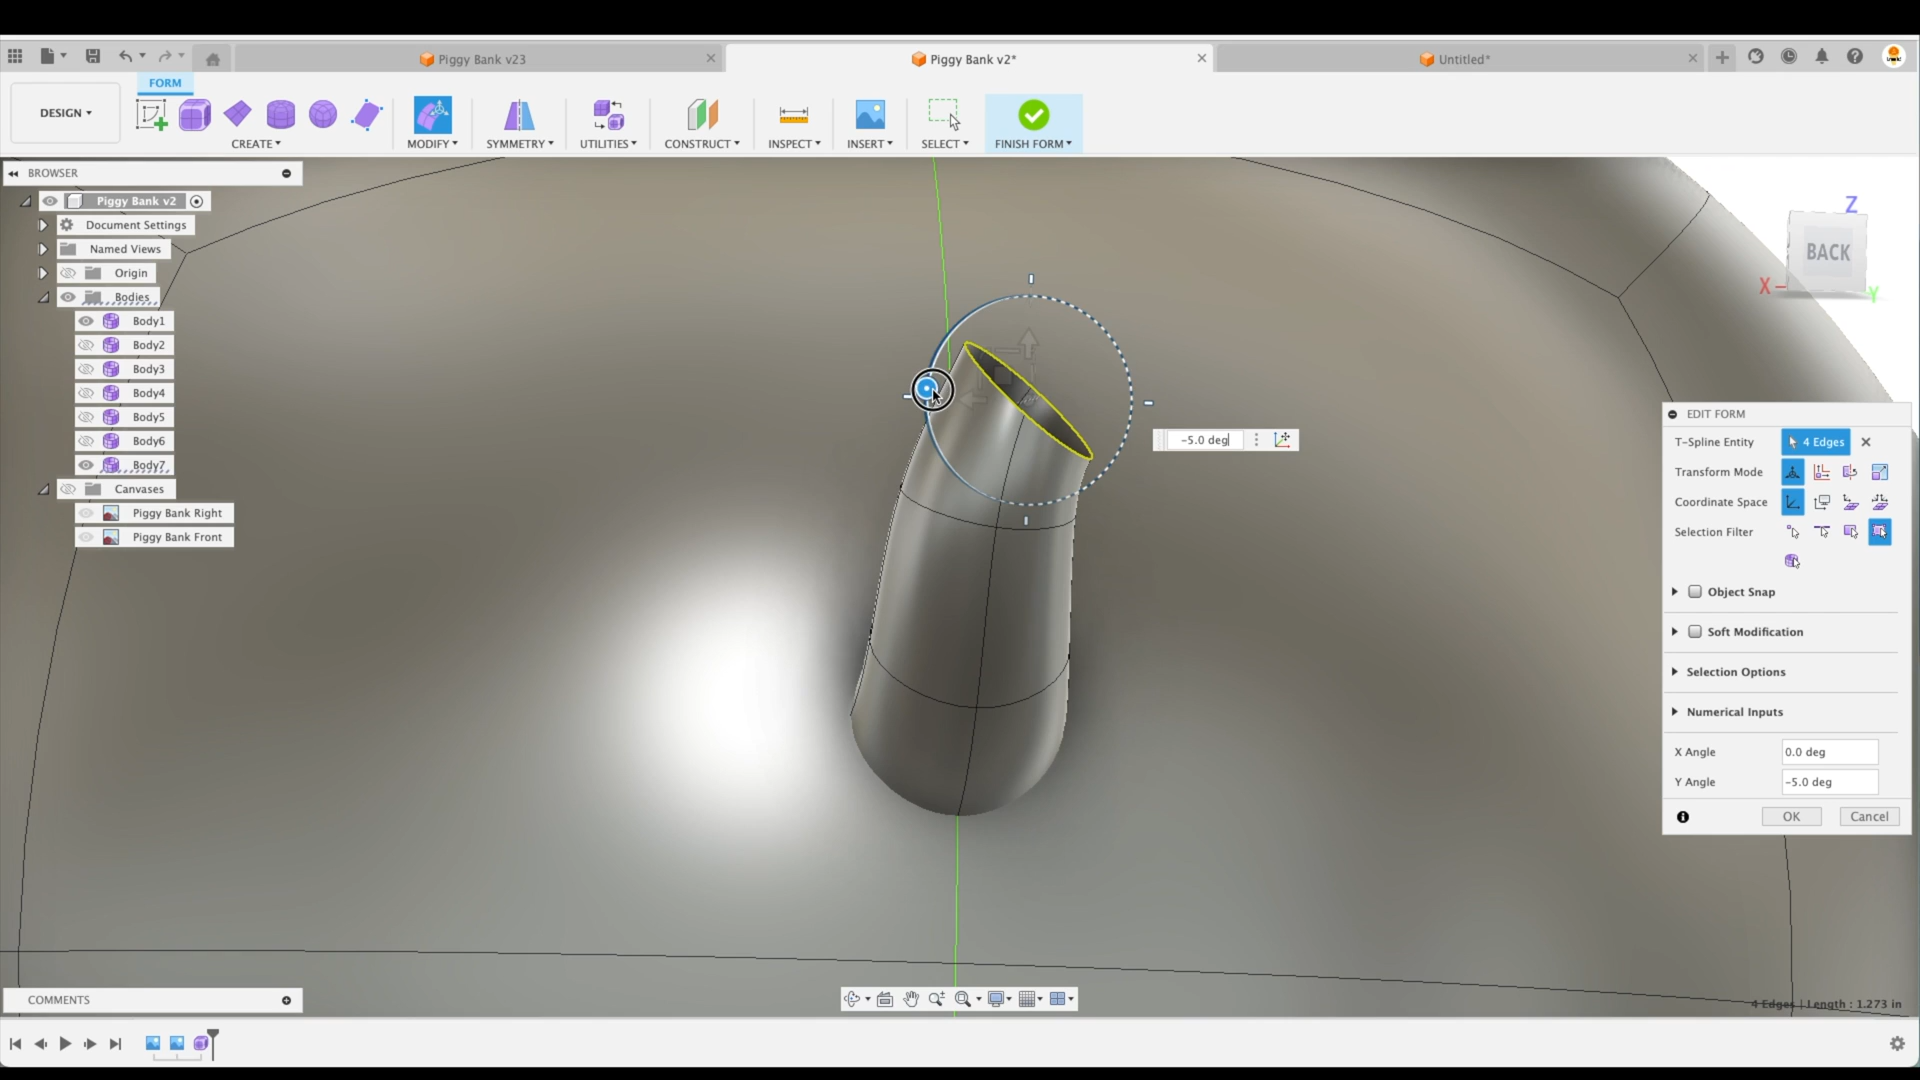 Piggy Bank v23
Piggy Bank v2*
Untitled*
FORM
DESIGN
CREATE
MODIFY
SYMMETRY
UTILITIES
CONSTRUCT
INSPECT
INSERT
SELECT
FINISH FORM
BROWSER
Piggy Bank v2
Document Settings
Named Views
Origin
Bodies
Body1
Body2
Body3
Body4
Body5
Body6
Body7
Canvases
Piggy Bank Right
Piggy Bank Front
Z
BACK
X
Y
-5.0 deg
EDIT FORM
T-Spline Entity
4 Edges
Transform Mode
Coordinate Space
Selection Filter
Object Snap
Soft Modification
Selection Options
Numerical Inputs
X Angle
0.0 deg
Y Angle
-5.0 deg
OK
Cancel
COMMENTS
4 Edges | Length : 1.273 in